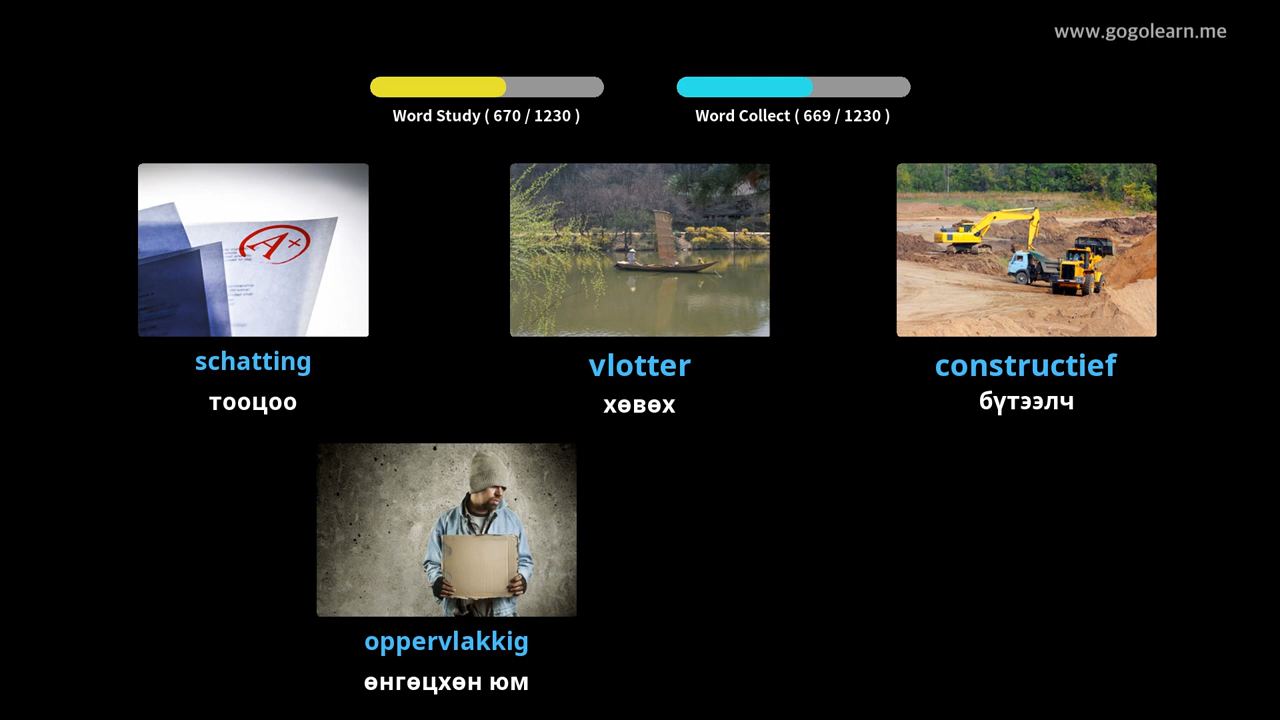 www.gogolearn.me
Word Study ( 670 / 1230 )
Word Collect ( 669 / 1230 )
A+
schatting
тооцоо
vlotter
хөвөх
constructief
бүтээлч
oppervlakkig
өнгөцхөн юм